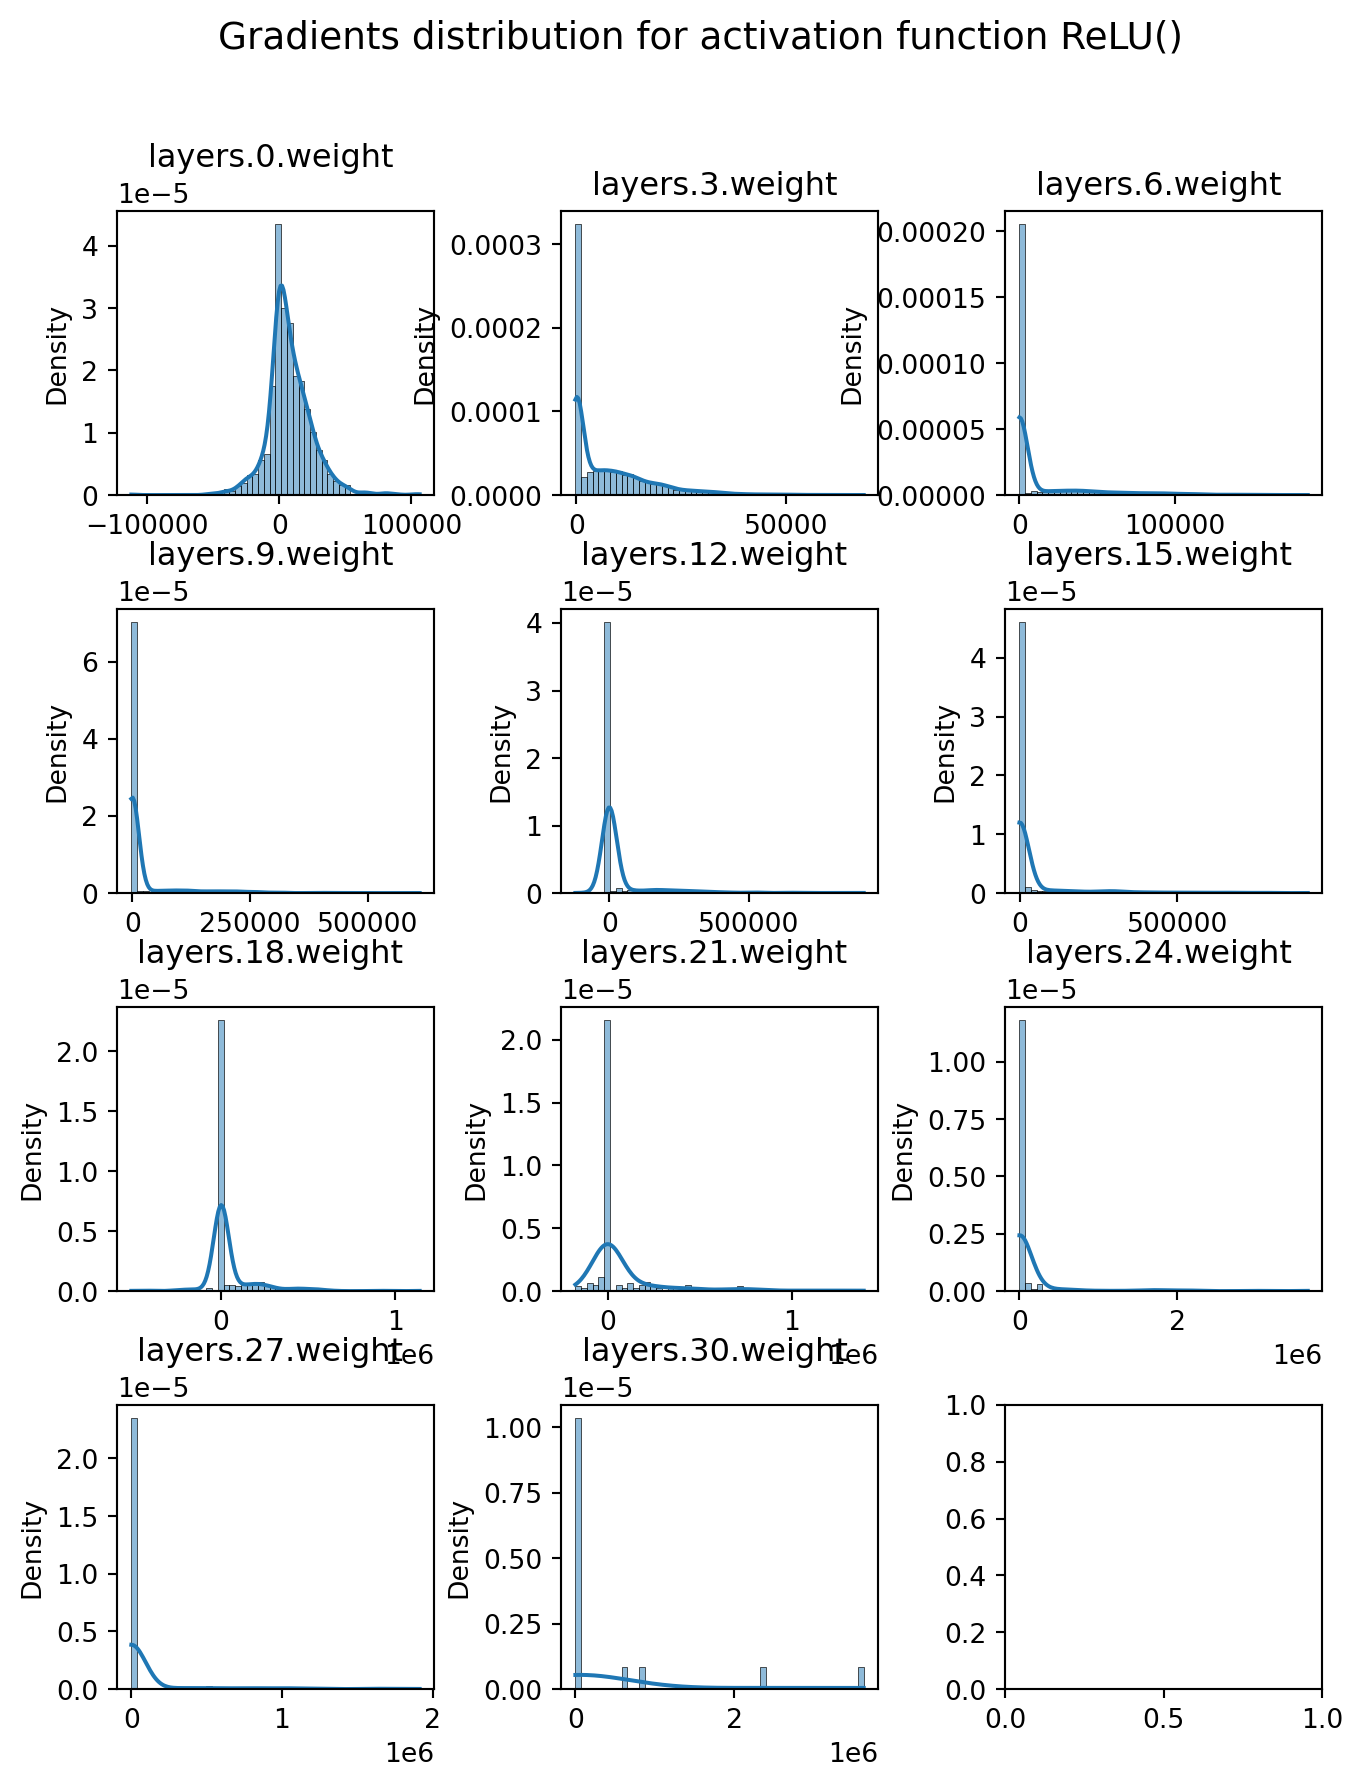 Gradients distribution for activation function ReLU()
layers.0.weight
1e−5
Density
4
3
2
1
0
−100000 0 100000
layers.3.weight
Density
0.0003
0.0002
0.0001
0.0000
0 500000
layers.6.weight
Density
0.00020
0.00015
0.00010
0.00005
0.00000
0 100000
layers.9.weight
1e−5
Density
6
4
2
0
0 250000 500000
layers.12.weight
1e−5
Density
4
3
2
1
0
0 500000
layers.15.weight
1e−5
Density
4
3
2
1
0
0 500000
layers.18.weight
1e−5
Density
2.0
1.5
1.0
0.5
0.0
0 1
1e6
layers.21.weight
1e−5
Density
2.0
1.5
1.0
0.5
0.0
0 1
1e6
layers.24.weight
1e−5
Density
1.00
0.75
0.50
0.25
0.00
0 2
1e6
layers.27.weight
1e−5
Density
2.0
1.5
1.0
0.5
0.0
0 1 2
1e6
layers.30.weight
1e−5
Density
1.00
0.75
0.50
0.25
0.00
0 2
1e6
1.0
0.8
0.6
0.4
0.2
0.0
0.0 0.5 1.0